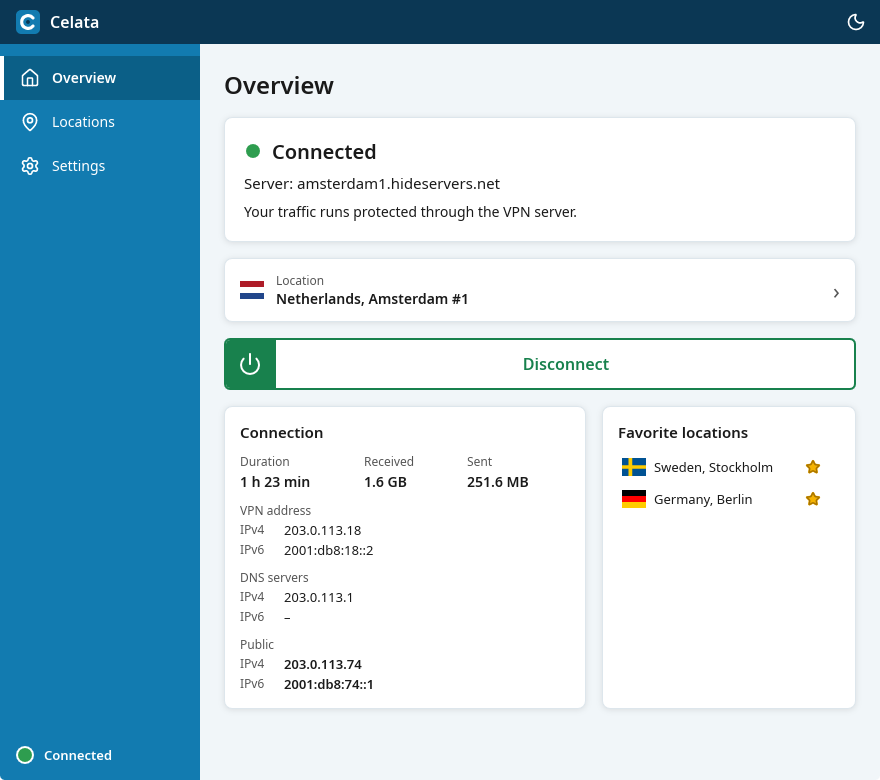 Celata
Overview
Locations
Settings
Connected
Overview
Connected
Server: amsterdam1.hideservers.net
Your traffic runs protected through the VPN server.
Location
Netherlands, Amsterdam #1
Disconnect
Connection
Duration Received Sent
1 h 23 min 1.6 GB 251.6 MB
VPN address
IPv4 203.0.113.18
IPv6 2001:db8:18::2
DNS servers
IPv4 203.0.113.1
IPv6 –
Public
IPv4 203.0.113.74
IPv6 2001:db8:74::1
Favorite locations
Sweden, Stockholm
Germany, Berlin